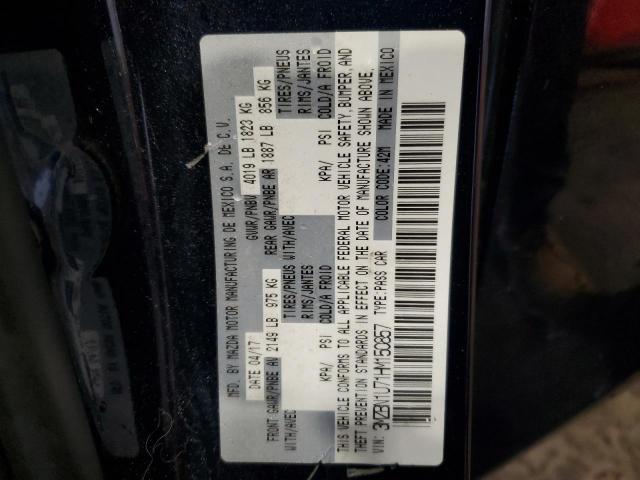 MFD. BY MAZDA MOTOR MANUFACTURING DE MEXICO S.A. DE C.V.
DATE 04/17 GVWR/PNBV 4019 LB 1823 KG
FRONT GAWR/PNBE AV 2149 LB 975 KG REAR GAWR/PNBE AR 1887 LB 856 KG
WITH/AVEC TIRES/PNEUS WITH/AVEC TIRES/PNEUS
RIMS/JANTES RIMS/JANTES
KPA/ PSI COLD/A FROID KPA/ PSI COLD/A FROID
THIS VEHICLE CONFORMS TO ALL APPLICABLE FEDERAL MOTOR VEHICLE SAFETY, BUMPER, AND
THEFT PREVENTION STANDARDS IN EFFECT ON THE DATE OF MANUFACTURE SHOWN ABOVE.
VIN: 3MZBN1U71HM150857 TYPE:PASS CAR COLOR CODE:42M MADE IN MEXICO